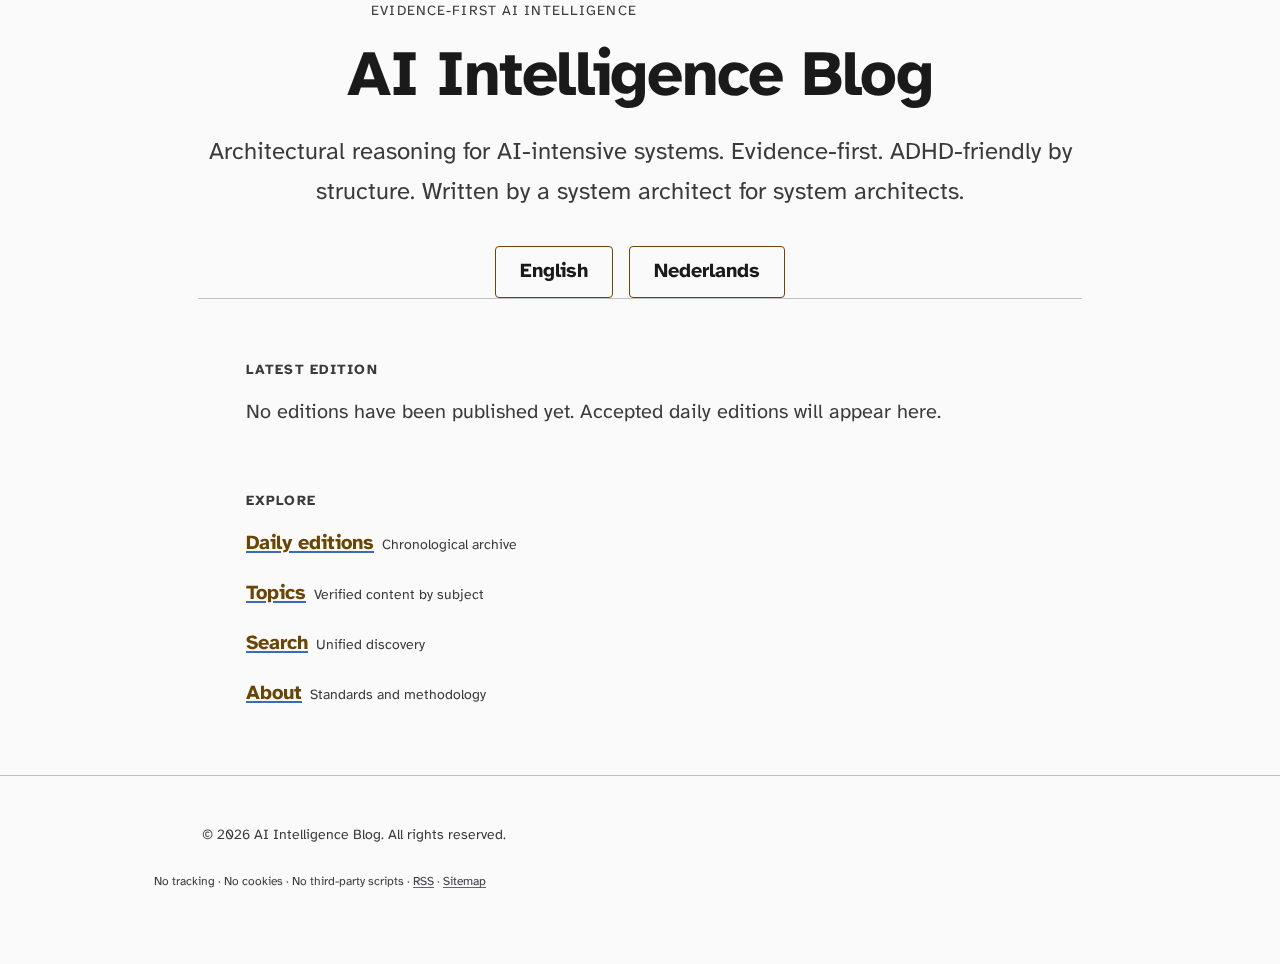 EVIDENCE-FIRST AI INTELLIGENCE
AI Intelligence Blog
Architectural reasoning for AI-intensive systems. Evidence-first. ADHD-friendly by
structure. Written by a system architect for system architects.
English Nederlands
LATEST EDITION
No editions have been published yet. Accepted daily editions will appear here.
EXPLORE
Daily editions Chronological archive
Topics Verified content by subject
Search Unified discovery
About Standards and methodology
© 2026 AI Intelligence Blog. All rights reserved.
No tracking · No cookies · No third-party scripts · RSS · Sitemap